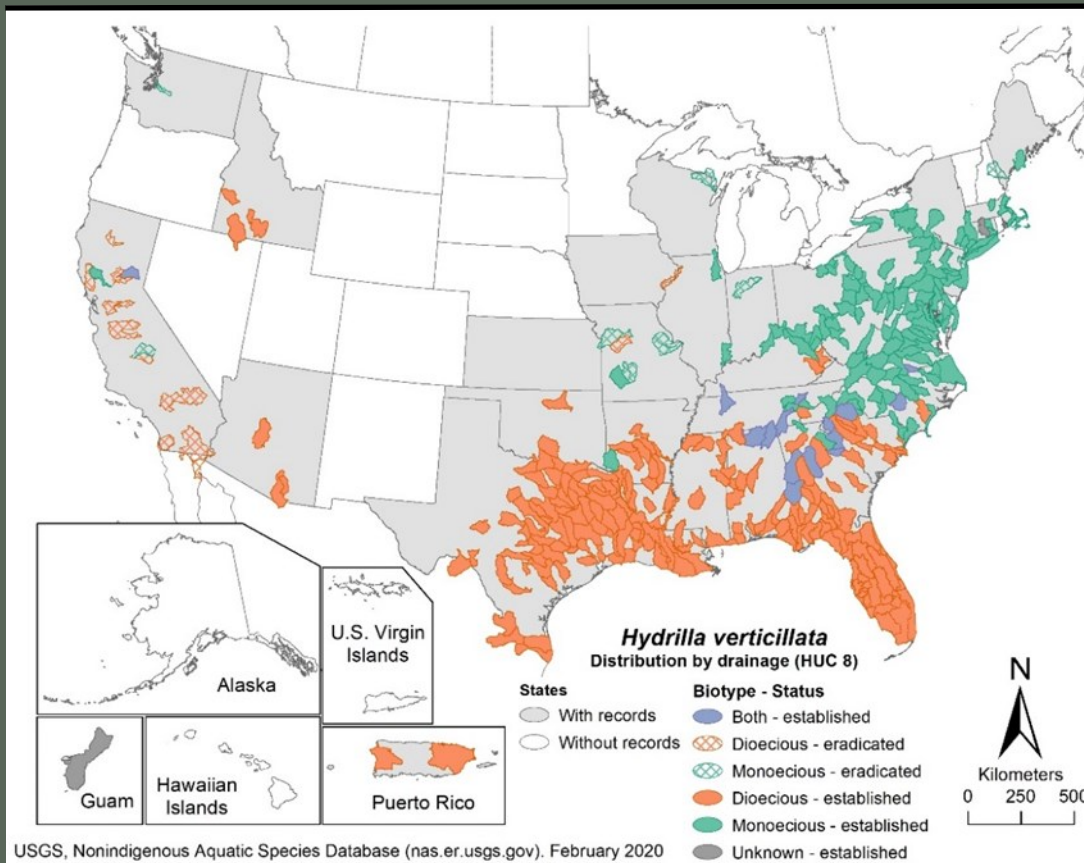 Alaska
U.S. Virgin
Islands
Guam
Hawaiian
Islands
Puerto Rico
Hydrilla verticillata
Distribution by drainage (HUC 8)
States
With records
Without records
Biotype - Status
Both - established
Dioecious - eradicated
Monoecious - eradicated
Dioecious - established
Monoecious - established
Unknown - established
N
Kilometers
0 250 500
USGS, Nonindigenous Aquatic Species Database (nas.er.usgs.gov). February 2020